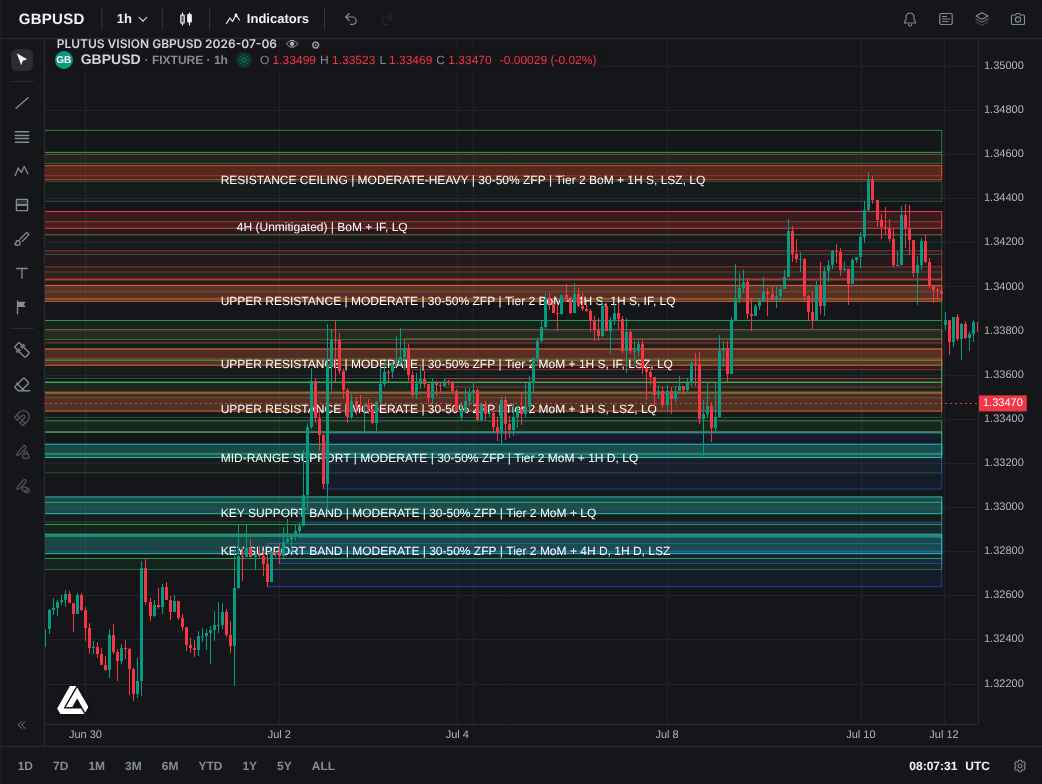 GBPUSD 1h Indicators
PLUTUS VISION GBPUSD 2026-07-06
GB GBPUSD · FIXTURE · 1h O 1.33499 H 1.33523 L 1.33469 C 1.33470 -0.00029 (-0.02%)
1.35000
1.34800
1.34600
RESISTANCE CEILING | MODERATE-HEAVY | 30-50% ZFP | Tier 2 BoM + 1H S, LSZ, LQ
1.34400
4H (Unmitigated) | BoM + IF, LQ
1.34200
1.34000
UPPER RESISTANCE | MODERATE | 30-50% ZFP | Tier 2 BoM + 4H S, 1H S, IF, LQ
1.33800
UPPER RESISTANCE | MODERATE | 30-50% ZFP | Tier 2 MoM + 1H S, IF, LSZ, LQ
1.33600
1.33470
UPPER RESISTANCE | MODERATE | 30-50% ZFP | Tier 2 MoM + 1H S, LSZ, LQ
1.33400
MID-RANGE SUPPORT | MODERATE | 30-50% ZFP | Tier 2 MoM + 1H D, LQ
1.33200
1.33000
KEY SUPPORT BAND | MODERATE | 30-50% ZFP | Tier 2 MoM + LQ
KEY SUPPORT BAND | MODERATE | 30-50% ZFP | Tier 2 MoM + 4H D, 1H D, LSZ
1.32800
1.32600
1.32400
1.32200
Jun 30 Jul 2 Jul 4 Jul 8 Jul 10 Jul 12
1D 7D 1M 3M 6M YTD 1Y 5Y ALL 08:07:31 UTC